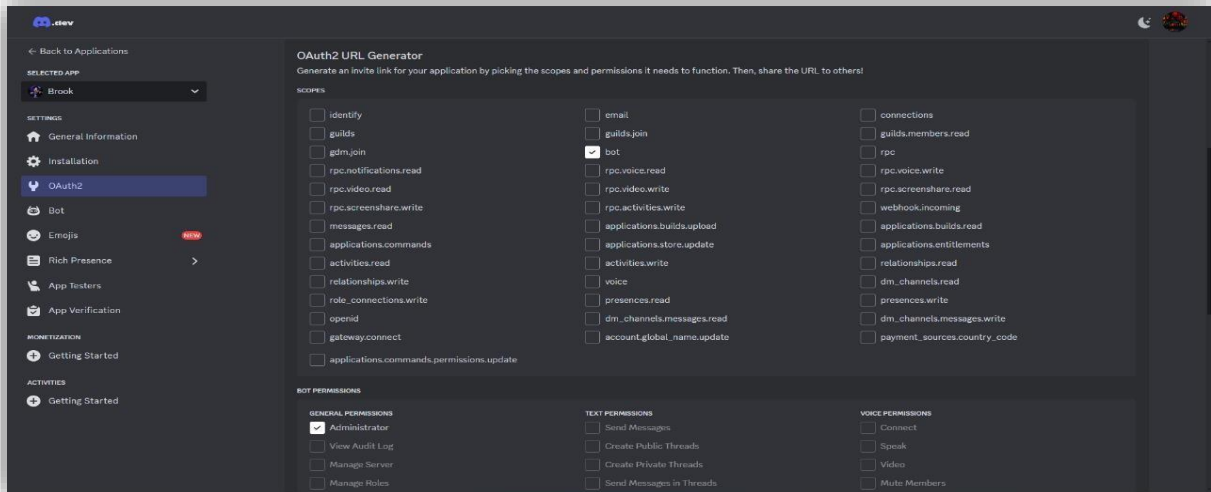 .dev
← Back to Applications
SELECTED APP
Brook
SETTINGS
General Information
Installation
OAuth2
Bot
Emojis NEW
Rich Presence
App Testers
App Verification
MONETIZATION
Getting Started
ACTIVITIES
Getting Started
OAuth2 URL Generator
Generate an invite link for your application by picking the scopes and permissions it needs to function. Then, share the URL to others!
SCOPES
identify email connections
guilds guilds.join guilds.members.read
gdm.join bot rpc
rpc.notifications.read rpc.voice.read rpc.voice.write
rpc.video.read rpc.video.write rpc.screenshare.read
rpc.screenshare.write rpc.activities.write webhook.incoming
messages.read applications.builds.upload applications.builds.read
applications.commands applications.store.update applications.entitlements
activities.read activities.write relationships.read
relationships.write voice dm_channels.read
role_connections.write presences.read presences.write
openid dm_channels.messages.read dm_channels.messages.write
gateway.connect account.global_name.update payment_sources.country_code
applications.commands.permissions.update
BOT PERMISSIONS
GENERAL PERMISSIONS TEXT PERMISSIONS VOICE PERMISSIONS
Administrator Send Messages Connect
View Audit Log Create Public Threads Speak
Manage Server Create Private Threads Video
Manage Roles Send Messages in Threads Mute Members